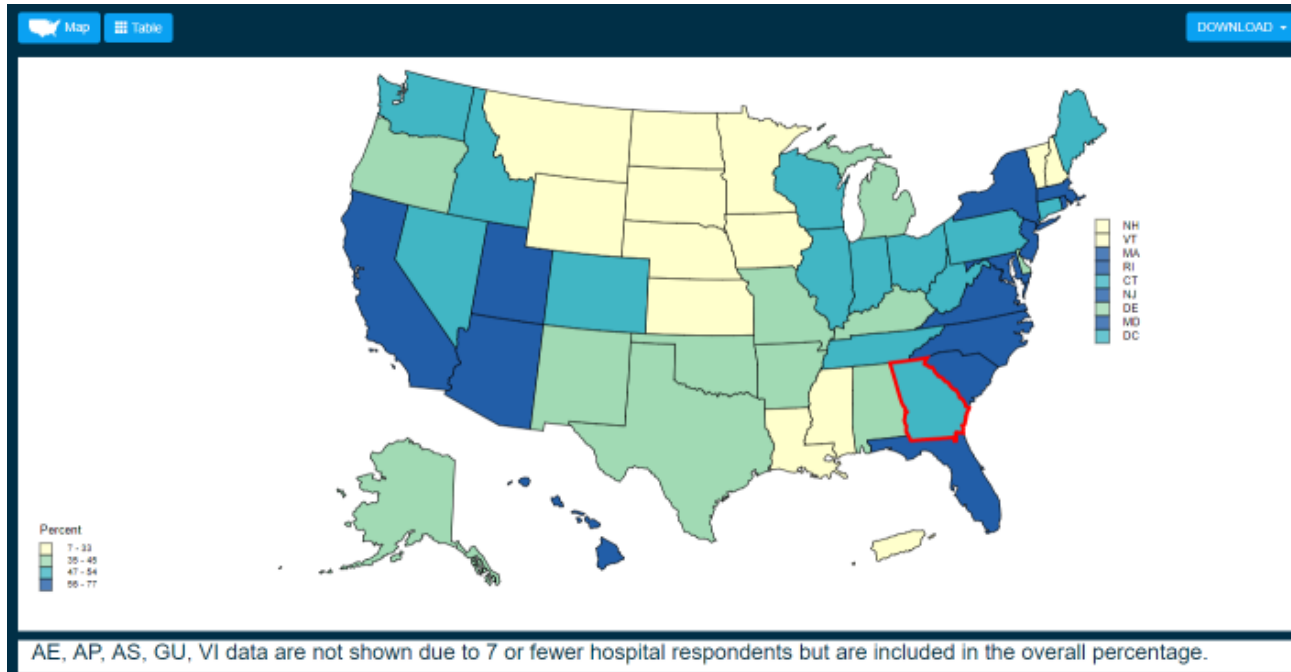 Map
Table
DOWNLOAD
NH
VT
MA
RI
CT
NJ
DE
MD
DC
Percent
7 - 33
35 - 45
47 - 54
56 - 77
AE, AP, AS, GU, VI data are not shown due to 7 or fewer hospital respondents but are included in the overall percentage.